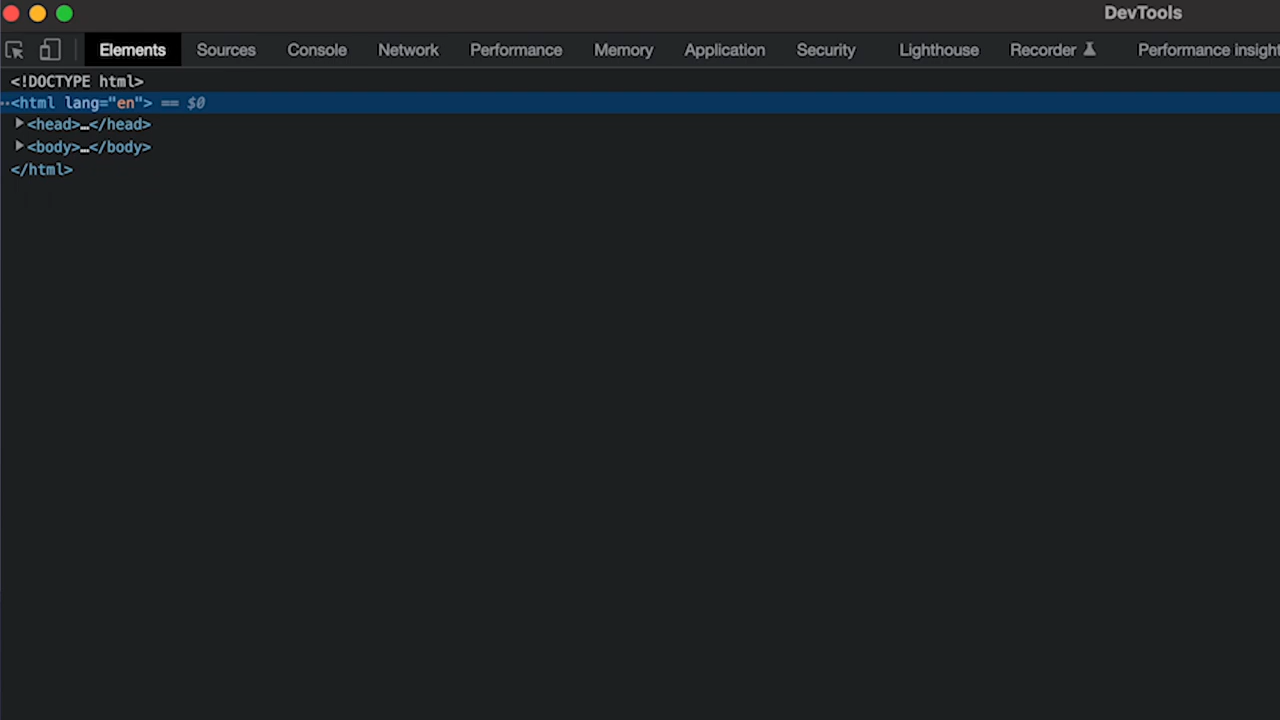 DevTools
Elements Sources Console Network Performance Memory Application Security Lighthouse Recorder Performance insight
<!DOCTYPE html>
··<html lang="en"> == $0
<head>…</head>
<body>…</body>
</html>